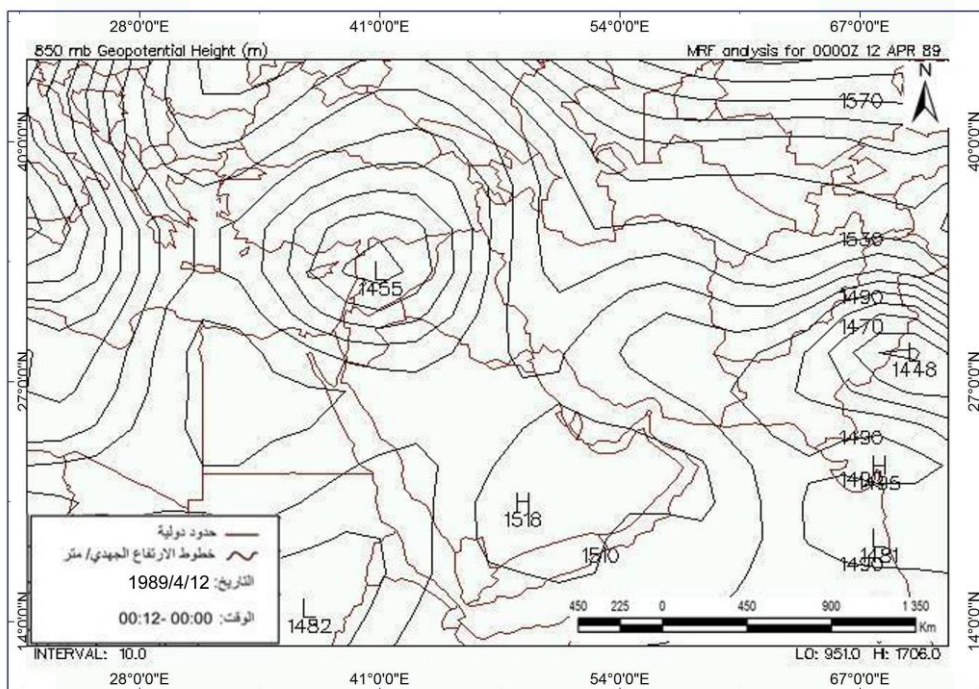 28°0'0"E 41°0'0"E 54°0'0"E 67°0'0"E
850 mb Geopotential Height (m) MRF analysis for 0000Z 12 APR 89
N
1570
40°0'0"N 40°0'0"N
1530
L
1455
1490
1470
L
1448
27°0'0"N 27°0'0"N
1490
H
1495
H
1518
L
1481
1510
1490
L
1482
حدود دولية
خطوط الارتفاع الجهدي/ متر
التاريخ: 1989/4/12
الوقت: 00:00 -00:12
450 225 0 450 900 1350
Km
14°0'0"N 14°0'0"N
INTERVAL: 10.0 LO: 951.0 HI: 1706.0
28°0'0"E 41°0'0"E 54°0'0"E 67°0'0"E